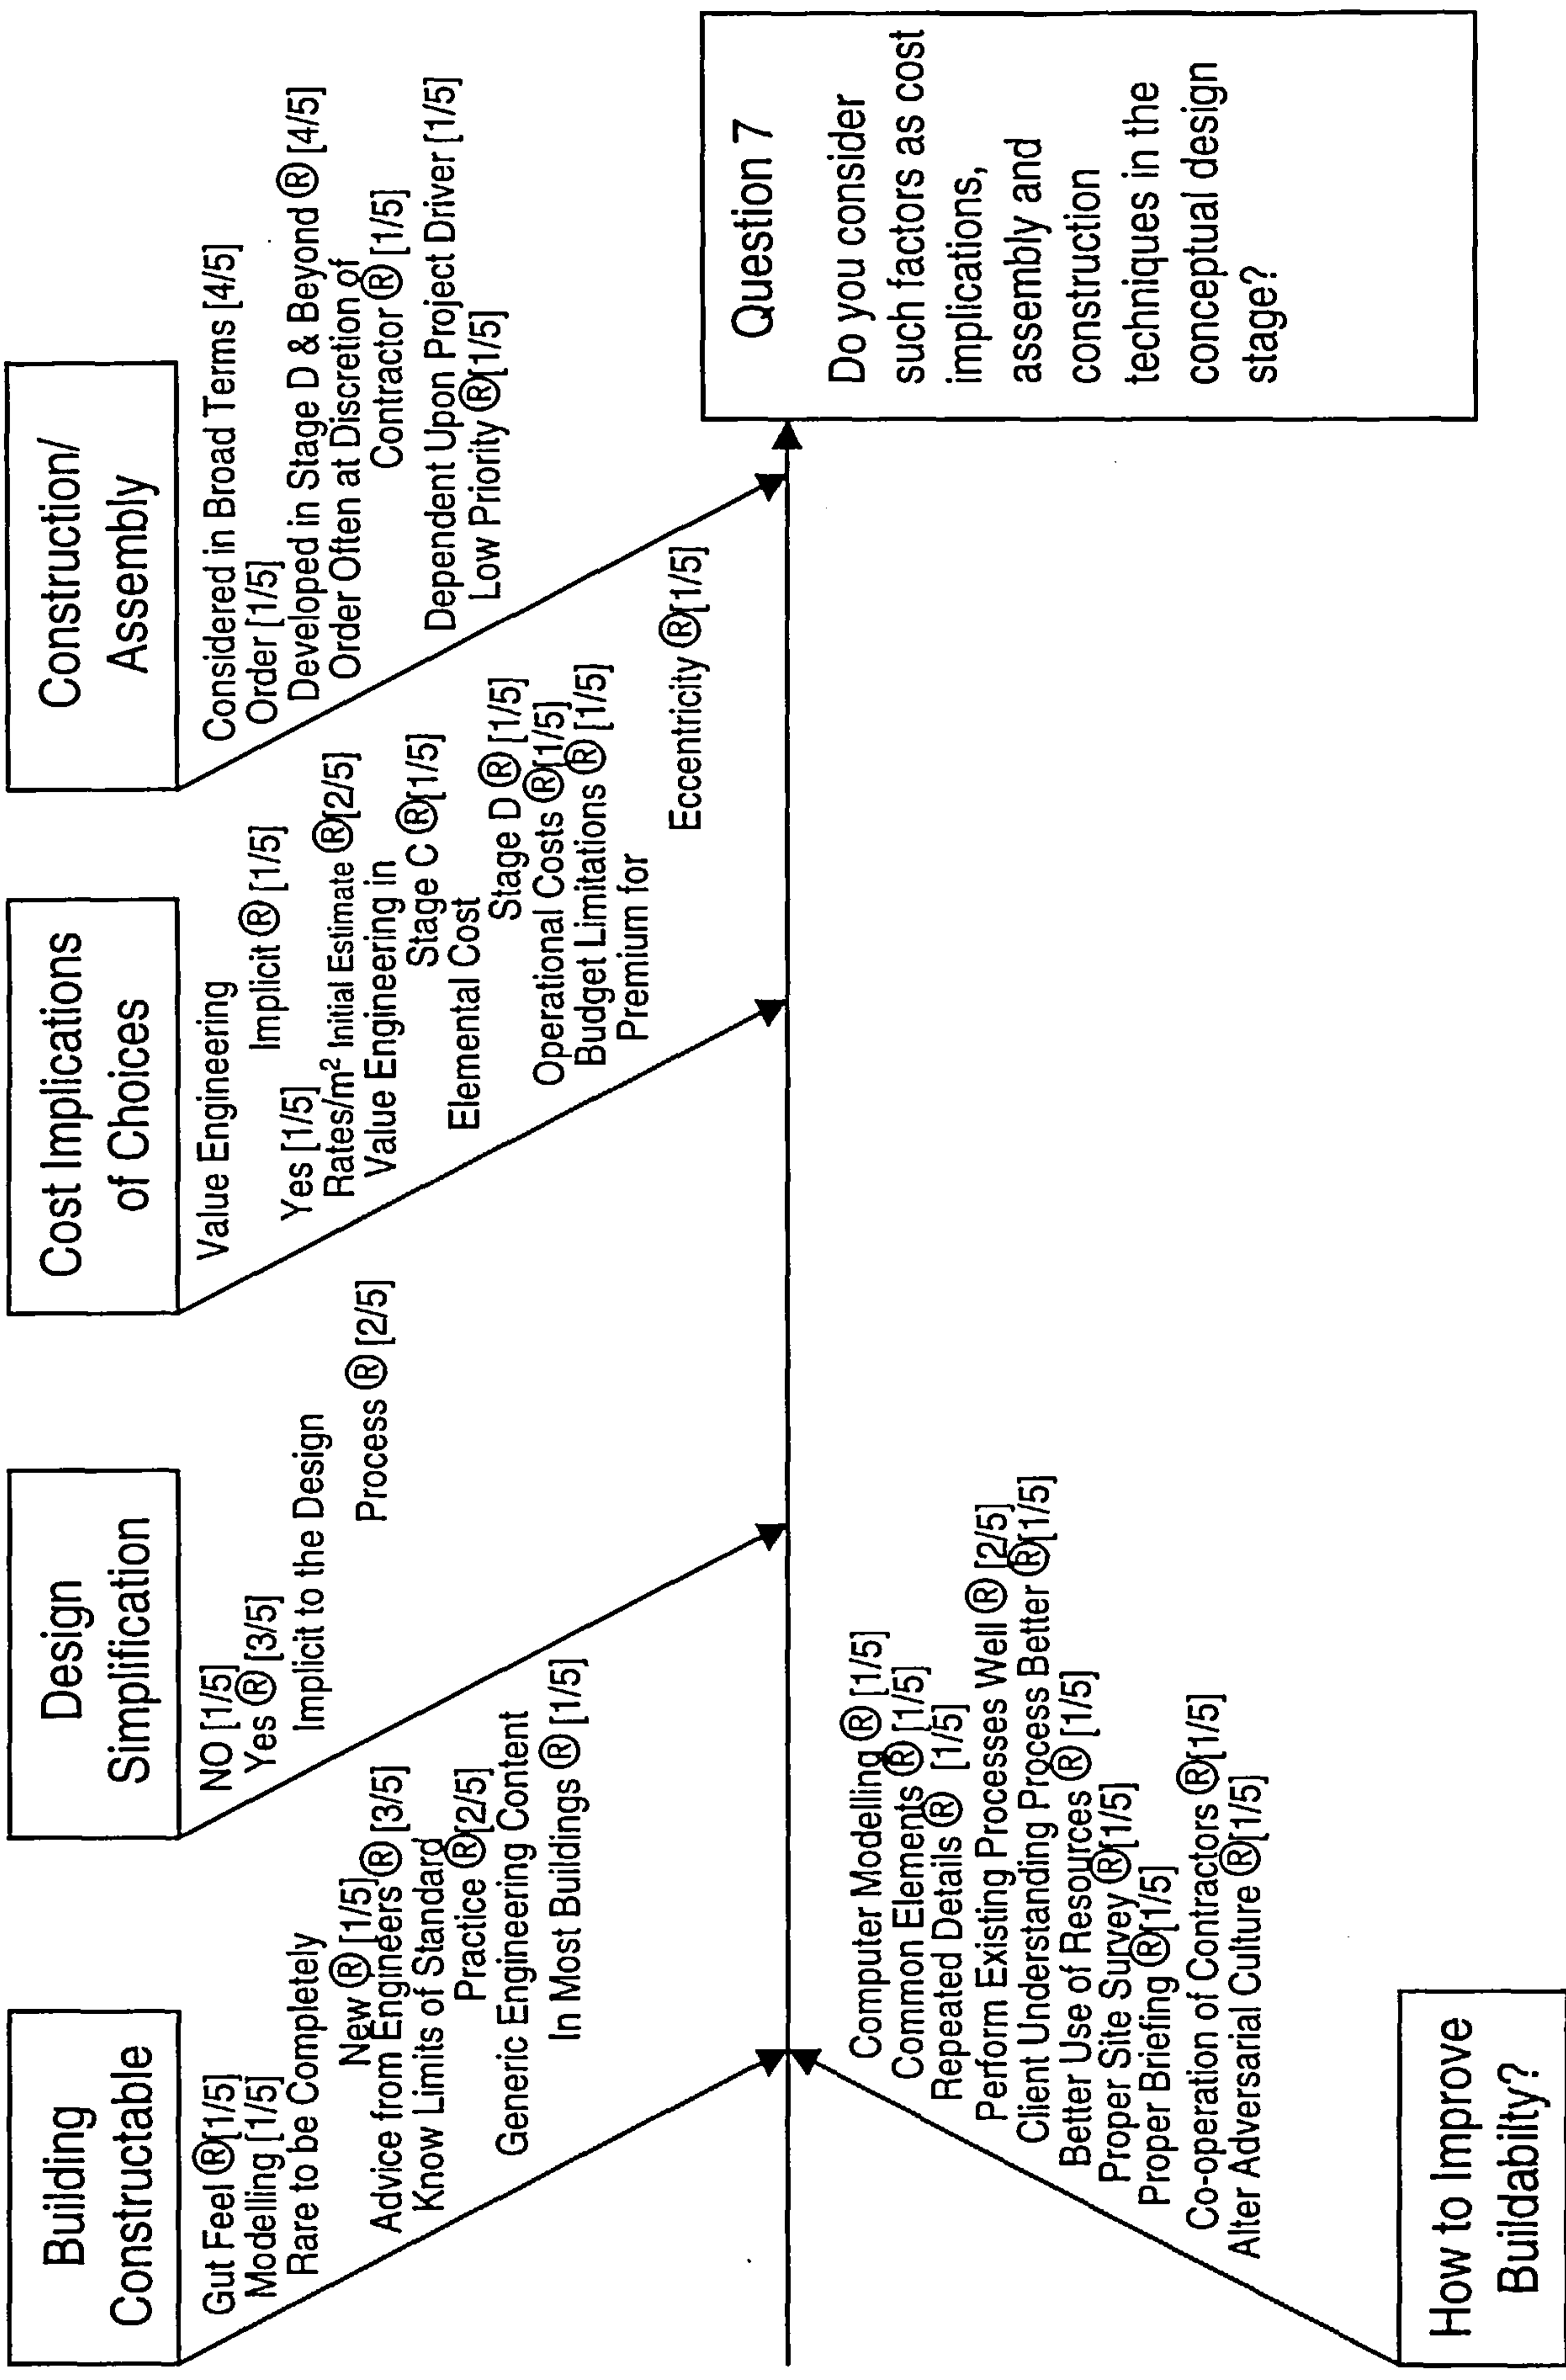 Building
Constructable
Gut Feel Ⓡ [1/5]
Modelling [1/5]
Rare to be Completely
New Ⓡ [1/5]
Advice from Engineers Ⓡ [3/5]
Know Limits of Standard
Practice Ⓡ [2/5]
Generic Engineering Content
In Most Buildings Ⓡ [1/5]
Design
Simplification
NO [1/5]
Yes Ⓡ [3/5]
Implicit to the Design
Process Ⓡ [2/5]
Cost Implications
of Choices
Value Engineering
Implicit Ⓡ [1/5]
Yes [1/5]
Rates/m² Initial Estimate Ⓡ [2/5]
Value Engineering in
Stage C Ⓡ [1/5]
Elemental Cost
Stage D Ⓡ [1/5]
Operational Costs Ⓡ [1/5]
Budget Limitations Ⓡ [1/5]
Premium for
Eccentricity Ⓡ [1/5]
Construction/
Assembly
Considered in Broad Terms [4/5]
Order [1/5]
Developed in Stage D & Beyond Ⓡ [4/5]
Order Often at Discretion of
Contractor Ⓡ [1/5]
Dependent Upon Project Driver [1/5]
Low Priority Ⓡ [1/5]
How to Improve
Buildabilty?
Computer Modelling Ⓡ [1/5]
Common Elements Ⓡ [1/5]
Repeated Details Ⓡ [1/5]
Perform Existing Processes Well Ⓡ [2/5]
Client Understanding Process Better Ⓡ [1/5]
Better Use of Resources Ⓡ [1/5]
Proper Site Survey Ⓡ [1/5]
Proper Briefing Ⓡ [1/5]
Co-operation of Contractors Ⓡ [1/5]
Alter Adversarial Culture Ⓡ [1/5]
Question 7
Do you consider
such factors as cost
implications,
assembly and
construction
techniques in the
conceptual design
stage?